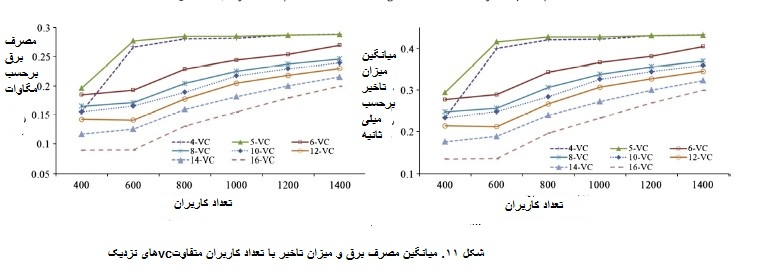 مصرف
برق
برحسب
مگاوات
0.3
0.25
0.2
0.15
0.1
0.05
400 600 800 1000 1200 1400
4-VC 5-VC 6-VC
8-VC 10-VC 12-VC
14-VC 16-VC
تعداد کاربران
میانگین
میزان
تاخیر
برحسب
میلی
ثانیه
0.4
0.3
0.2
0.1
400 600 800 1000 1200 1400
4-VC 5-VC 6-VC
8-VC 10-VC 12-VC
14-VC 16-VC
تعداد کاربران
شکل ۱۱. میانگین مصرف برق و میزان تاخیر با تعداد کاربران متفاوتvcهای نزدیک